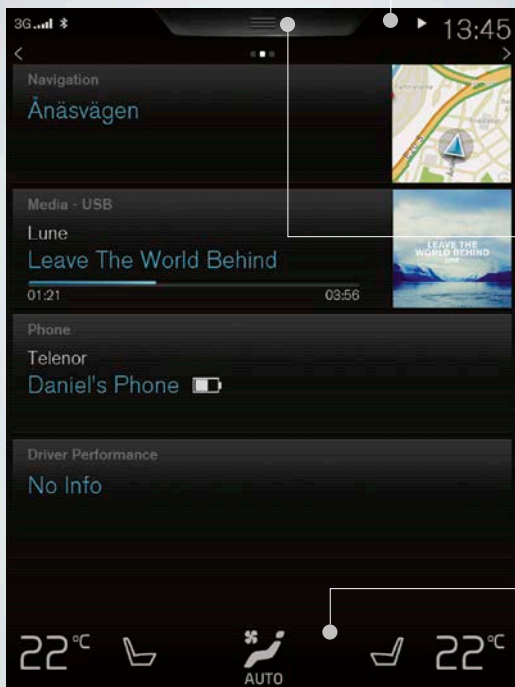 3G
13:45
Navigation
Ånäsvägen
Media - USB
Lune
Leave The World Behind
01:21
03:56
LEAVE THE
WORLD BEHIND
Phone
Telenor
Daniel's Phone
Driver Performance
No Info
22°C
AUTO
22°C